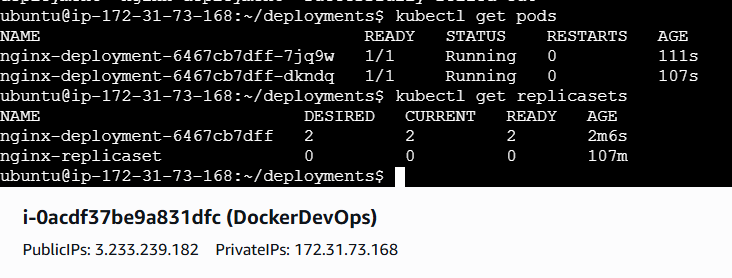 ubuntu@ip-172-31-73-168:~/deployments$ kubectl get pods
NAME READY STATUS RESTARTS AGE
nginx-deployment-6467cb7dff-7jq9w 1/1 Running 0 111s
nginx-deployment-6467cb7dff-dkndq 1/1 Running 0 107s
ubuntu@ip-172-31-73-168:~/deployments$ kubectl get replicasets
NAME DESIRED CURRENT READY AGE
nginx-deployment-6467cb7dff 2 2 2 2m6s
nginx-replicaset 0 0 0 107m
ubuntu@ip-172-31-73-168:~/deployments$
i-0acdf37be9a831dfc (DockerDevOps)
PublicIPs: 3.233.239.182 PrivateIPs: 172.31.73.168